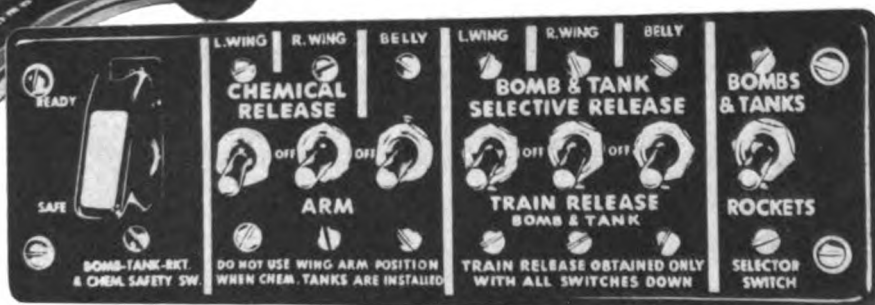 READY
SAFE
BOMB-TANK-RKT.
& CHEM. SAFETY SW.
L.WING R.WING BELLY
CHEMICAL
RELEASE
OFF OFF
ARM
DO NOT USE WING ARM POSITION
WHEN CHEM. TANKS ARE INSTALLED
L.WING R.WING BELLY
BOMB & TANK
SELECTIVE RELEASE
OFF OFF
TRAIN RELEASE
BOMB & TANK
TRAIN RELEASE OBTAINED ONLY
WITH ALL SWITCHES DOWN
BOMBS
& TANKS
ROCKETS
SELECTOR
SWITCH